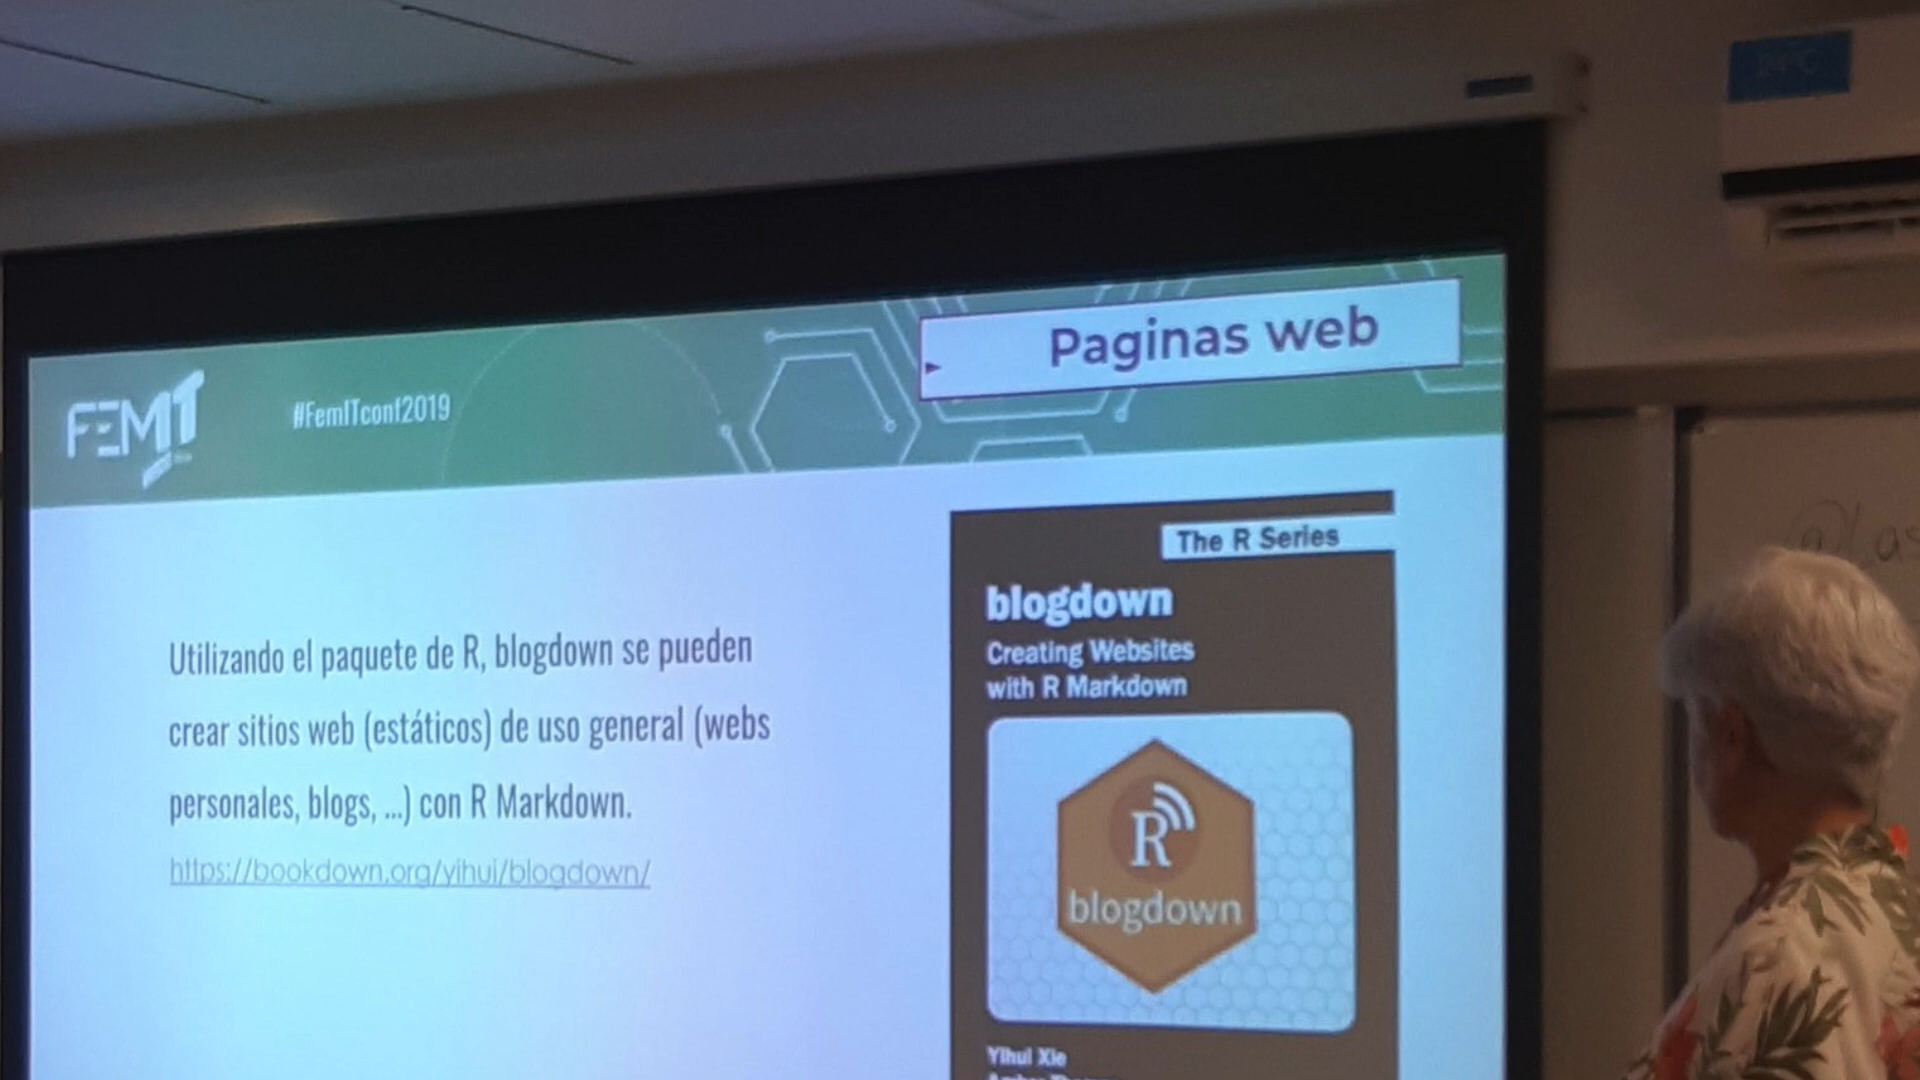 Paginas web
FEMIT
#FemITconf2019
The R Series
blogdown
Creating Websites
with R Markdown
Utilizando el paquete de R, blogdown se pueden
crear sitios web (estáticos) de uso general (webs
personales, blogs, ...) con R Markdown.
https://bookdown.org/yihui/blogdown/
R
blogdown
Yihui Xie